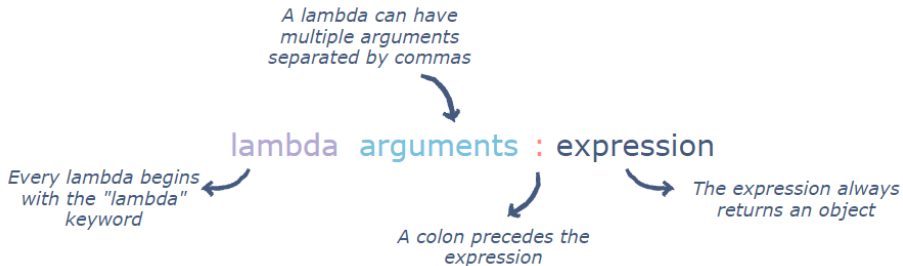 A lambda can have
multiple arguments
separated by commas
lambda arguments : expression
Every lambda begins
with the "lambda"
keyword
The expression always
returns an object
A colon precedes the
expression